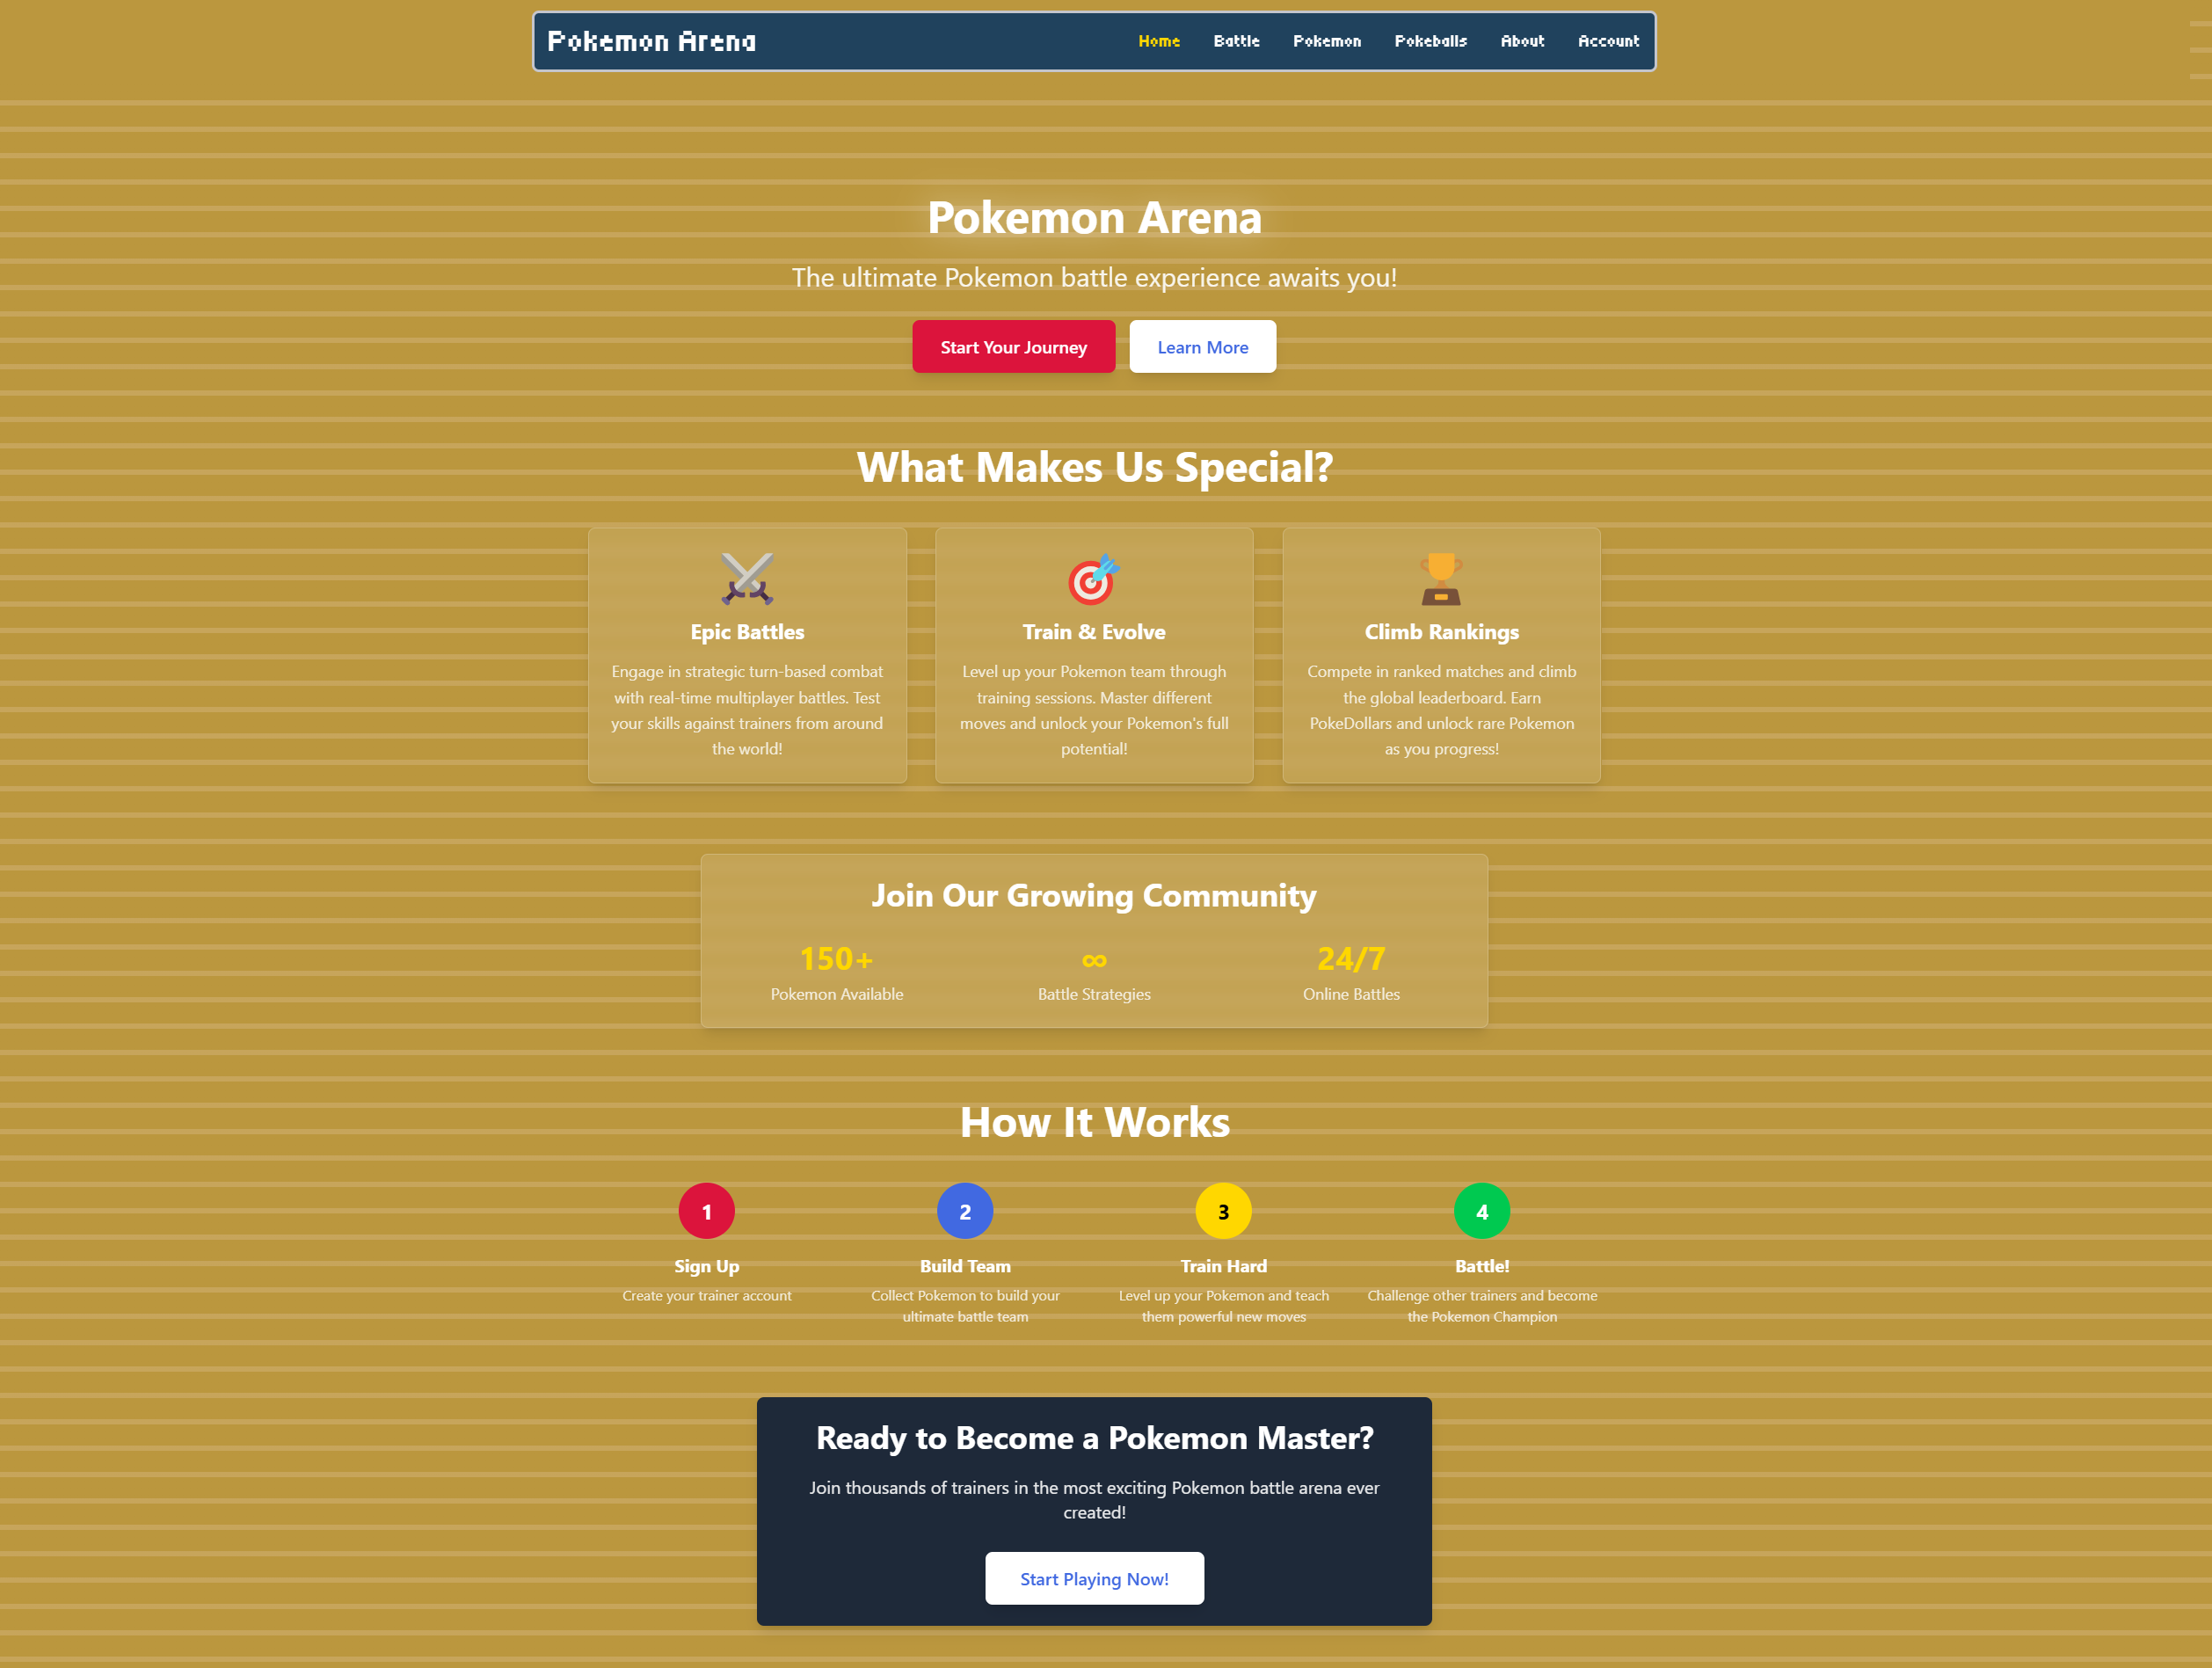 Pokemon Arena
Home Battle Pokemon Pokeballs About Account
Pokemon Arena
The ultimate Pokemon battle experience awaits you!
Start Your Journey Learn More
What Makes Us Special?
Epic Battles
Engage in strategic turn-based combat
with real-time multiplayer battles. Test
your skills against trainers from around
the world!
Train & Evolve
Level up your Pokemon team through
training sessions. Master different
moves and unlock your Pokemon's full
potential!
Climb Rankings
Compete in ranked matches and climb
the global leaderboard. Earn
PokeDollars and unlock rare Pokemon
as you progress!
Join Our Growing Community
150+
Pokemon Available
∞
Battle Strategies
24/7
Online Battles
How It Works
1
Sign Up
Create your trainer account
2
Build Team
Collect Pokemon to build your
ultimate battle team
3
Train Hard
Level up your Pokemon and teach
them powerful new moves
4
Battle!
Challenge other trainers and become
the Pokemon Champion
Ready to Become a Pokemon Master?
Join thousands of trainers in the most exciting Pokemon battle arena ever
created!
Start Playing Now!